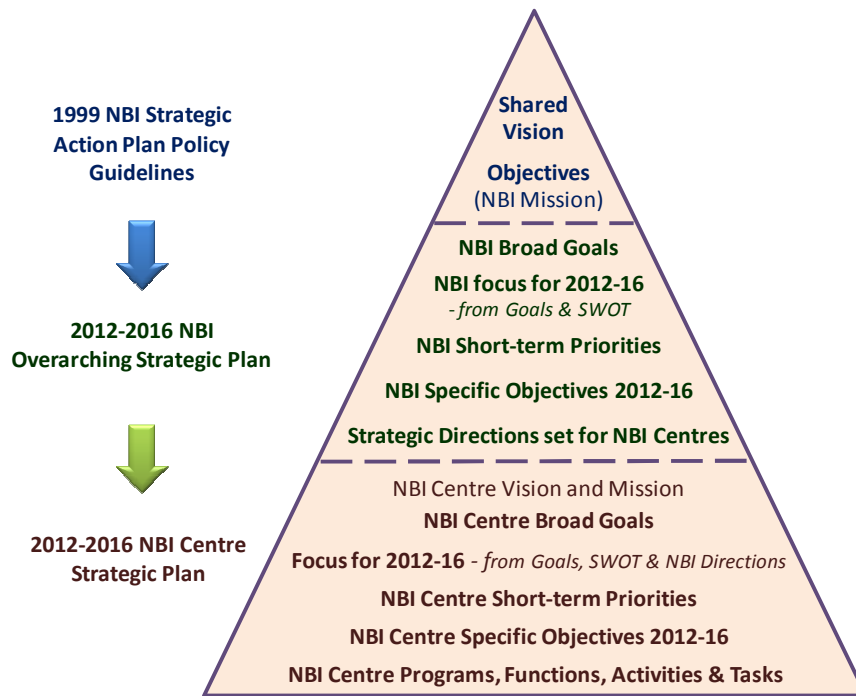 1999 NBI Strategic
Action Plan Policy
Guidelines
2012-2016 NBI
Overarching Strategic Plan
2012-2016 NBI Centre
Strategic Plan
Shared
Vision
Objectives
(NBI Mission)
NBI Broad Goals
NBI focus for 2012-16
- from Goals & SWOT
NBI Short-term Priorities
NBI Specific Objectives 2012-16
Strategic Directions set for NBI Centres
NBI Centre Vision and Mission
NBI Centre Broad Goals
Focus for 2012-16 - from Goals, SWOT & NBI Directions
NBI Centre Short-term Priorities
NBI Centre Specific Objectives 2012-16
NBI Centre Programs, Functions, Activities & Tasks